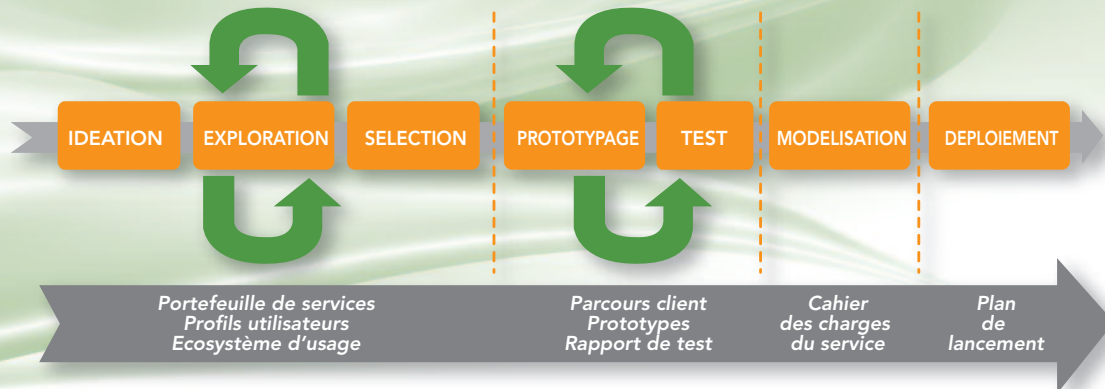 IDEATION
EXPLORATION
SELECTION
PROTOTYPAGE
TEST
MODELISATION
DEPLOIEMENT
Portefeuille de services
Profils utilisateurs
Ecosystème d'usage
Parcours client
Prototypes
Rapport de test
Cahier
des charges
du service
Plan
de
lancement